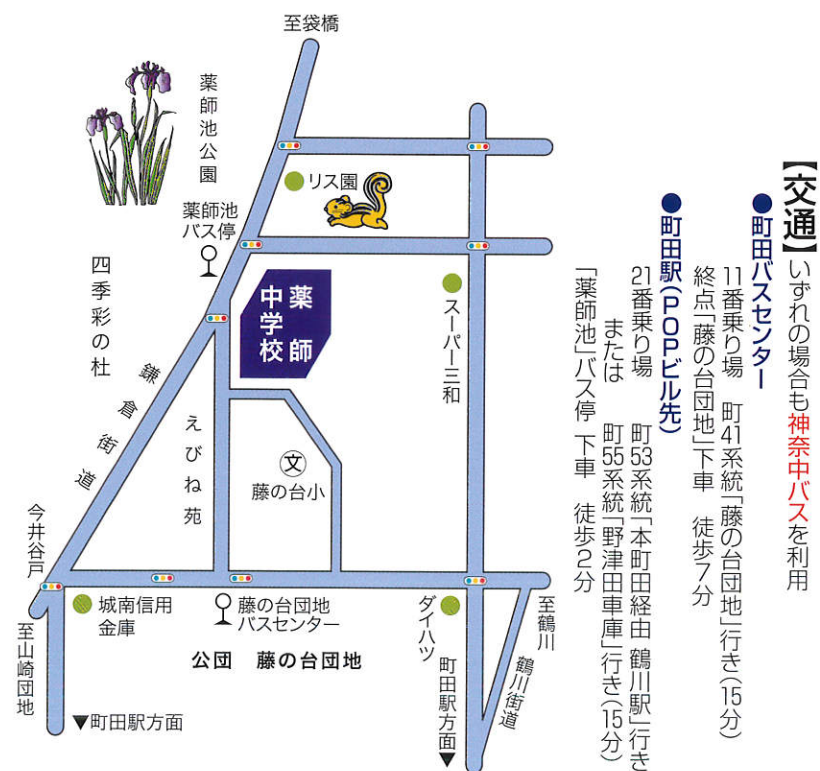 【交通】いずれの場合も神奈中バスを利用
●町田バスセンター
11番乗り場 町41系統「藤の台団地」行き(15分)
終点「藤の台団地」下車 徒歩7分
●町田駅(POPビル先)
21番乗り場 町53系統「本町田経由 鶴川駅」行き
または 町55系統「野津田車庫」行き(15分)
「薬師池」バス停 下車 徒歩2分
至袋橋
薬師池公園
リス園
薬師池
バス停
四季彩の杜
薬師
中学校
スーパー三和
鎌倉街道
えびね苑
文
藤の台小
今井谷戸
城南信用
金庫
藤の台団地
バスセンター
ダイハツ
至鶴川
鶴川街道
至山崎団地
公団 藤の台団地
町田駅方面▼
▼町田駅方面